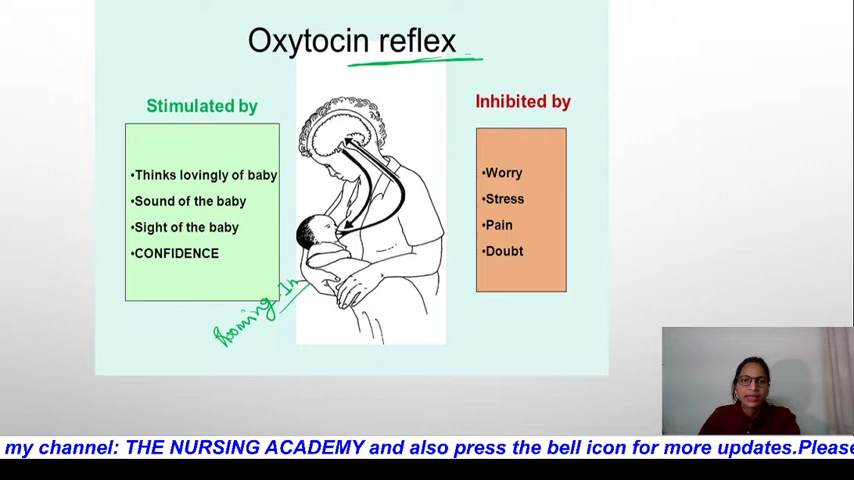 Oxytocin reflex
Stimulated by
•Thinks lovingly of baby
•Sound of the baby
•Sight of the baby
•CONFIDENCE
Inhibited by
•Worry
•Stress
•Pain
•Doubt
Rooming-In
my channel: THE NURSING ACADEMY and also press the bell icon for more updates.Please